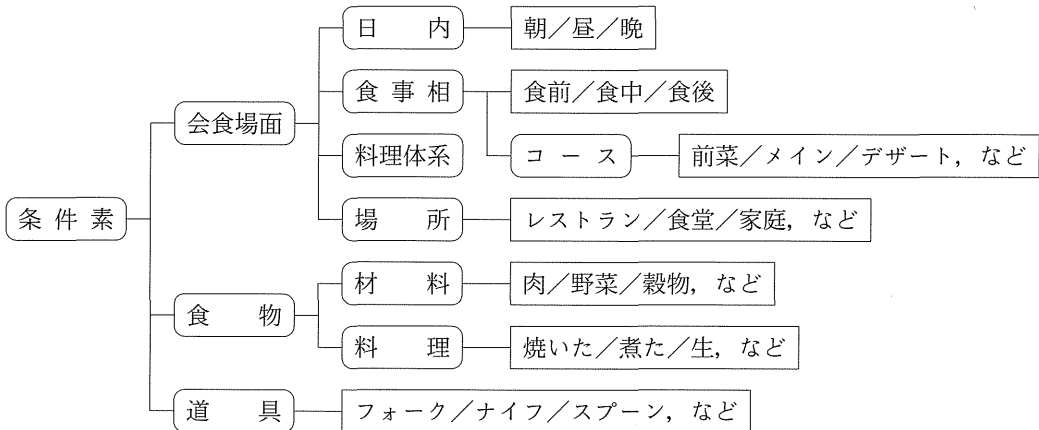 日内
朝／昼／晩
食事相
食前／食中／食後
会食場面
料理体系
コース
前菜／メイン／デザート，など
条件素
場所
レストラン／食堂／家庭，など
材料
肉／野菜／穀物，など
食物
料理
焼いた／煮た／生，など
道具
フォーク／ナイフ／スプーン，など